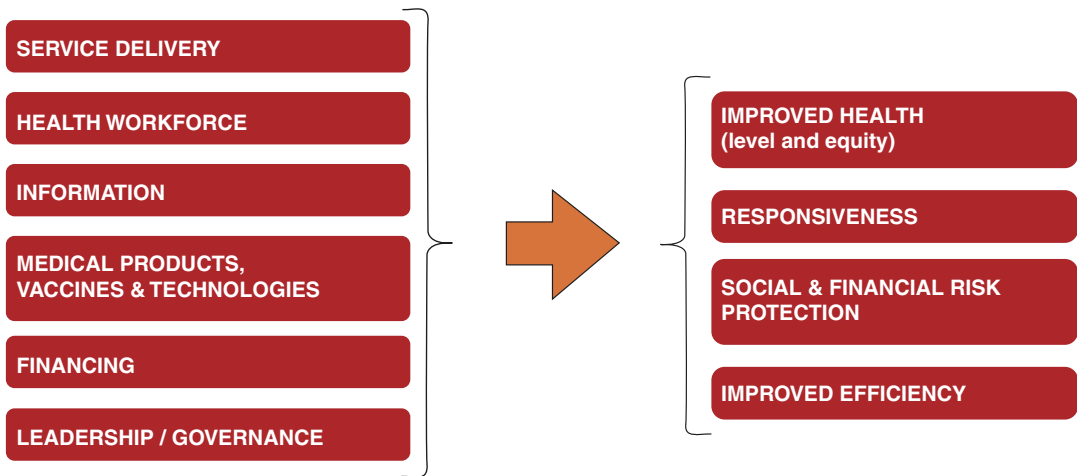 SERVICE DELIVERY
HEALTH WORKFORCE
INFORMATION
MEDICAL PRODUCTS,
VACCINES & TECHNOLOGIES
FINANCING
LEADERSHIP / GOVERNANCE
IMPROVED HEALTH
(level and equity)
RESPONSIVENESS
SOCIAL & FINANCIAL RISK
PROTECTION
IMPROVED EFFICIENCY